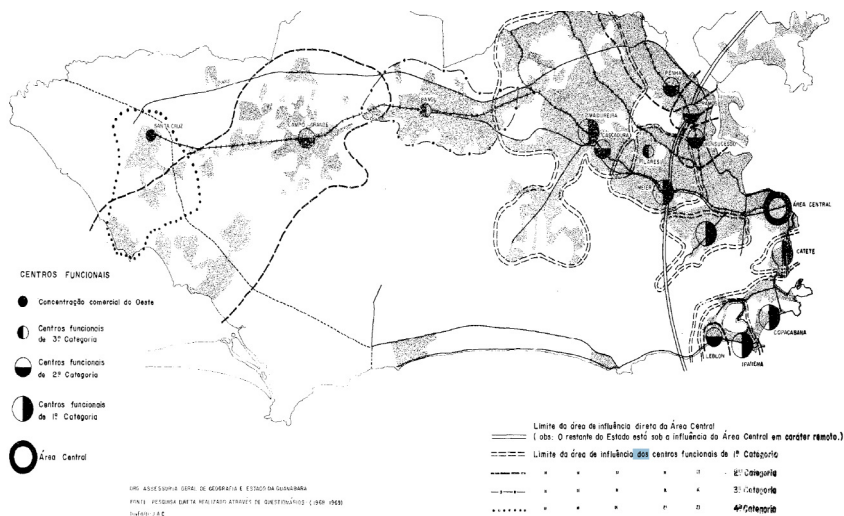 PENHA
MADUREIRA
CASCADURA
BONSUCESSO
BANGU
SANTA CRUZ
CAMPO GRANDE
MEIER
ÁREA CENTRAL
CATETE
COPACABANA
LEBLON
IPANEMA
CENTROS FUNCIONAIS
Concentração comercial do Oeste
Centros funcionais
de 3ª Categoria
Centros funcionais
de 2ª Categoria
Centros funcionais
de 1ª Categoria
Área Central
Limite da área de influência direta da Área Central
(obs: O restante do Estado está sob a influência da Área Central em caráter remoto.)
Limite da área de influência dos centros funcionais de 1ª Categoria
" " " " " 2ª Categoria
" " " " " 3ª Categoria
" " " " " 4ª Categoria
ORG. ASSESSORIA GERAL DE GEOGRAFIA E ESTADO DA GUANABARA
FONTE: PESQUISA DIRETA REALIZADO ATRAVES DE QUESTIONÁRIOS (1968 1969)